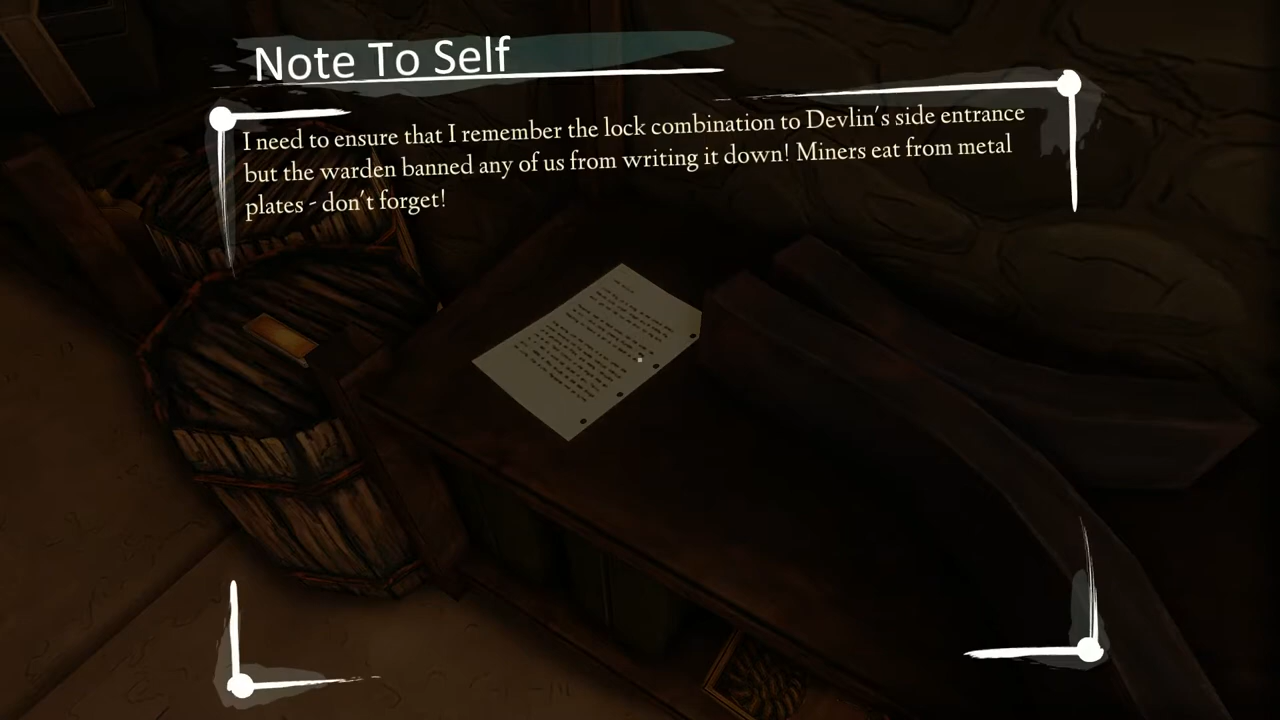 Note To Self
I need to ensure that I remember the lock combination to Devlin's side entrance
but the warden banned any of us from writing it down! Miners eat from metal
plates - don't forget!